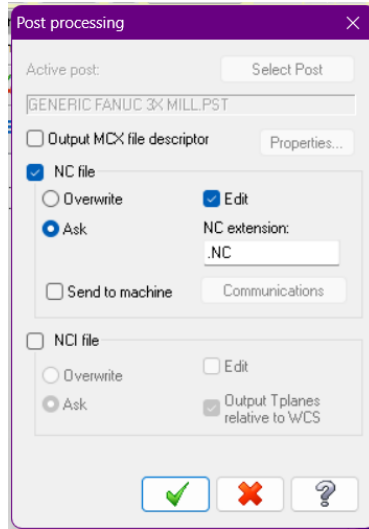 Post processing
Active post:
Select Post
GENERIC FANUC 3X MILL.PST
Output MCX file descriptor
Properties...
NC file
Overwrite
Edit
Ask
NC extension:
.NC
Send to machine
Communications
NCI file
Overwrite
Edit
Ask
Output Tplanes
relative to WCS